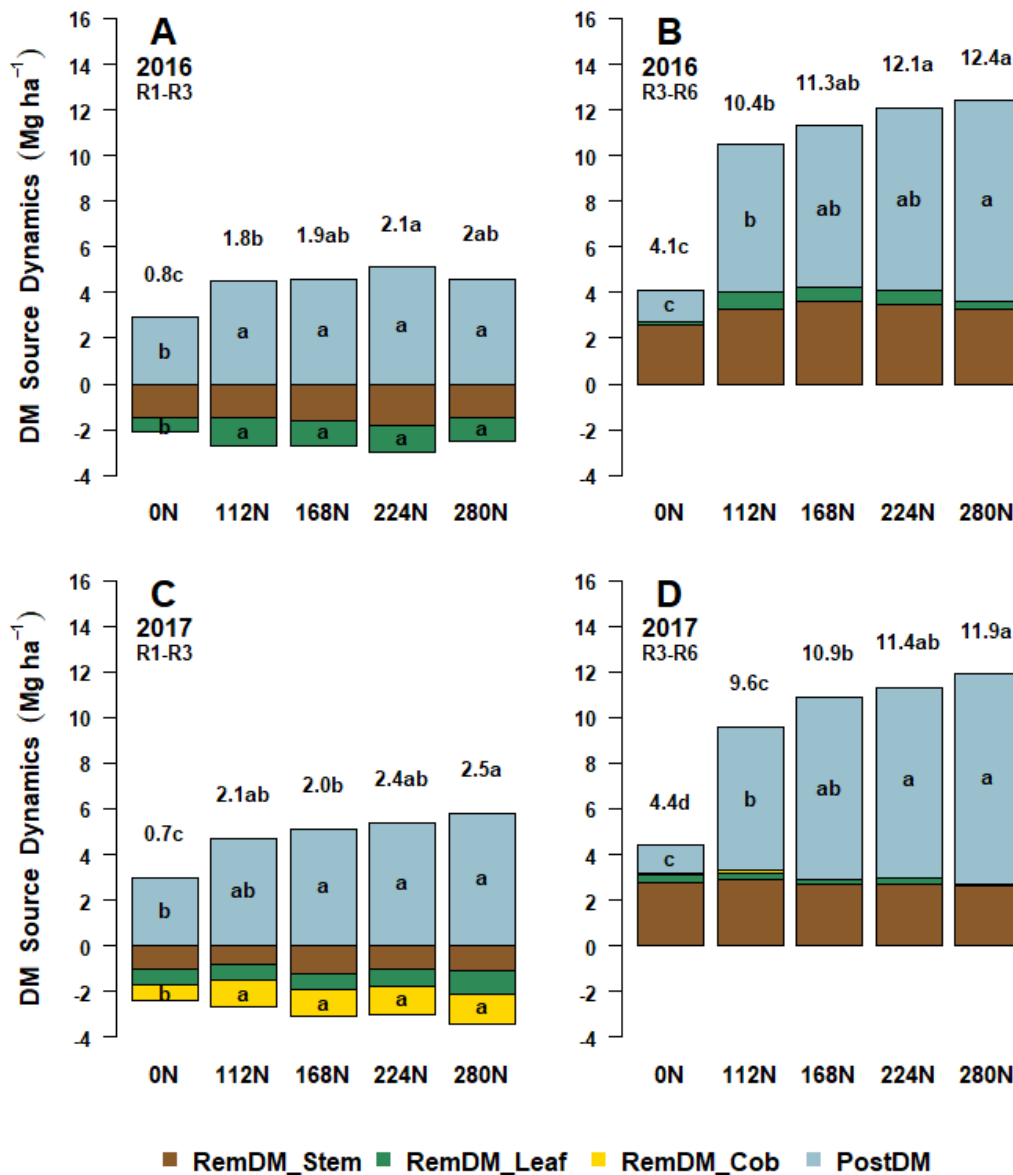 A
2016
R1-R3
DM Source Dynamics (Mg ha⁻¹)
16
14
12
10
8
6
4
2
0
-2
-4
0.8c
1.8b
1.9ab
2.1a
2ab
b
a
a
a
a
b
a
a
a
a
0N 112N 168N 224N 280N
B
2016
R3-R6
16
14
12
10
8
6
4
2
0
-2
-4
4.1c
10.4b
11.3ab
12.1a
12.4a
c
b
ab
ab
a
0N 112N 168N 224N 280N
C
2017
R1-R3
DM Source Dynamics (Mg ha⁻¹)
16
14
12
10
8
6
4
2
0
-2
-4
0.7c
2.1ab
2.0b
2.4ab
2.5a
b
ab
a
a
a
b
a
a
a
a
0N 112N 168N 224N 280N
D
2017
R3-R6
16
14
12
10
8
6
4
2
0
-2
-4
4.4d
9.6c
10.9b
11.4ab
11.9a
c
b
ab
a
a
0N 112N 168N 224N 280N
RemDM_Stem RemDM_Leaf RemDM_Cob PostDM